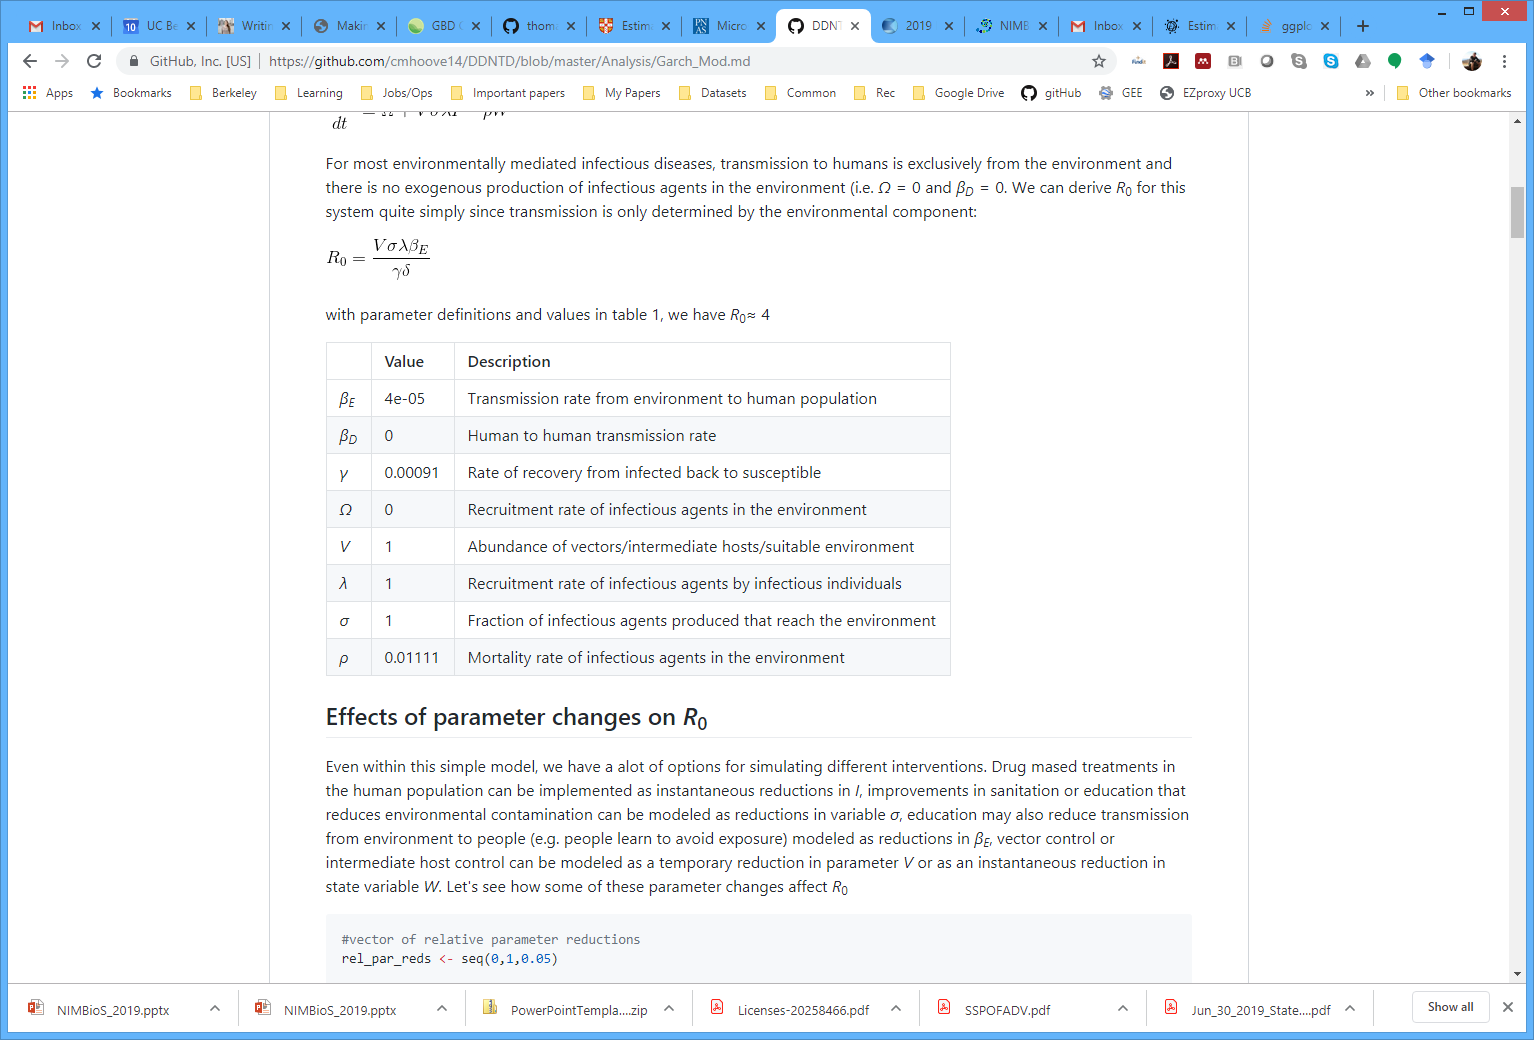 Inbox
UC Be
Writin
Makin
GBD
thom
Estim
Micro
DDNT
2019
NIMB
Inbox
Estim
ggplo
GitHub, Inc. [US] | https://github.com/cmhoove14/DDNTD/blob/master/Analysis/Garch_Mod.md
Apps Bookmarks Berkeley Learning Jobs/Ops Important papers My Papers Datasets Common Rec Google Drive gitHub GEE EZproxy UCB » Other bookmarks
dt
For most environmentally mediated infectious diseases, transmission to humans is exclusively from the environment and
there is no exogenous production of infectious agents in the environment (i.e. Ω = 0 and β_D = 0. We can derive R_0 for this
system quite simply since transmission is only determined by the environmental component:
R_0 = VσλβE / γδ
with parameter definitions and values in table 1, we have R_0≈ 4
Value Description
β_E 4e-05 Transmission rate from environment to human population
β_D 0 Human to human transmission rate
γ 0.00091 Rate of recovery from infected back to susceptible
Ω 0 Recruitment rate of infectious agents in the environment
V 1 Abundance of vectors/intermediate hosts/suitable environment
λ 1 Recruitment rate of infectious agents by infectious individuals
σ 1 Fraction of infectious agents produced that reach the environment
ρ 0.01111 Mortality rate of infectious agents in the environment
Effects of parameter changes on R_0
Even within this simple model, we have a alot of options for simulating different interventions. Drug mased treatments in
the human population can be implemented as instantaneous reductions in I, improvements in sanitation or education that
reduces environmental contamination can be modeled as reductions in variable σ, education may also reduce transmission
from environment to people (e.g. people learn to avoid exposure) modeled as reductions in β_E, vector control or
intermediate host control can be modeled as a temporary reduction in parameter V or as an instantaneous reduction in
state variable W. Let's see how some of these parameter changes affect R_0
#vector of relative parameter reductions
rel_par_reds <- seq(0,1,0.05)
NIMBioS_2019.pptx
NIMBioS_2019.pptx
PowerPointTempla....zip
Licenses-20258466.pdf
SSPOFADV.pdf
Jun_30_2019_State....pdf
Show all